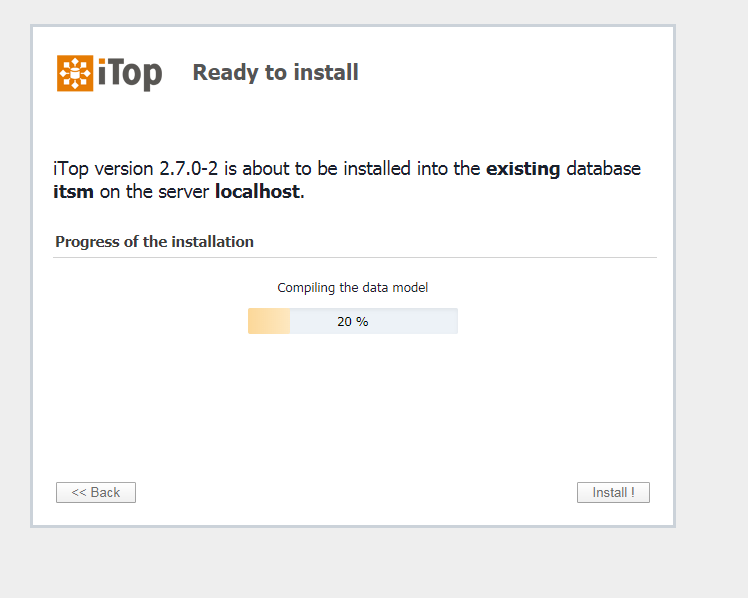 iTop Ready to install
iTop version 2.7.0-2 is about to be installed into the existing database
itsm on the server localhost.
Progress of the installation
Compiling the data model
20 %
<< Back Install !